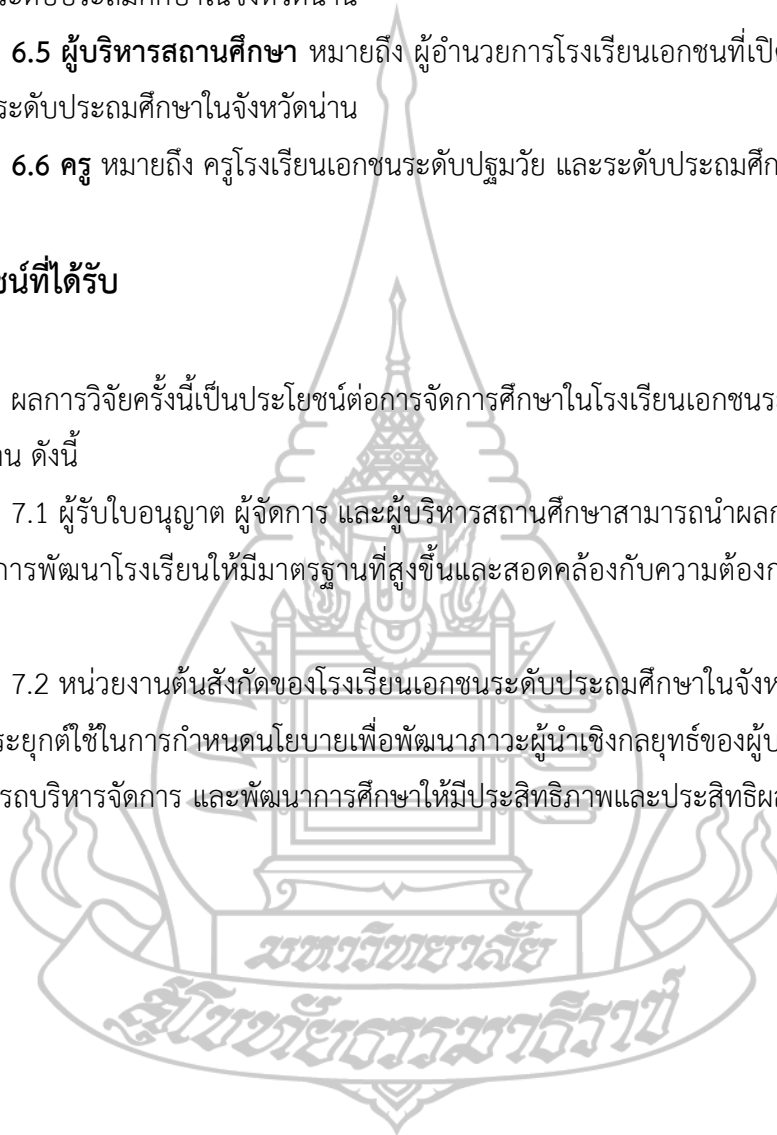 6.5 ผู้บริหารสถานศึกษา หมายถึง ผู้อำนวยการโรงเรียนเอกชนที่เปิ
ระดับประถมศึกษาในจังหวัดน่าน
6.6 ครู หมายถึง ครูโรงเรียนเอกชนระดับปฐมวัย และระดับประถมศึก
ชน์ที่ได้รับ
ผลการวิจัยครั้งนี้เป็นประโยชน์ต่อการจัดการศึกษาในโรงเรียนเอกชนระ
าน ดังนี้
7.1 ผู้รับใบอนุญาต ผู้จัดการ และผู้บริหารสถานศึกษาสามารถนำผลก
การพัฒนาโรงเรียนให้มีมาตรฐานที่สูงขึ้นและสอดคล้องกับความต้องก
7.2 หน่วยงานต้นสังกัดของโรงเรียนเอกชนระดับประถมศึกษาในจังห
ระยุกต์ใช้ในการกำหนดนโยบายเพื่อพัฒนาภาวะผู้นำเชิงกลยุทธ์ของผู้บ
รถบริหารจัดการ และพัฒนาการศึกษาให้มีประสิทธิภาพและประสิทธิผล
มหาวิทยาลัย
สุโขทัยธรรมาธิราช